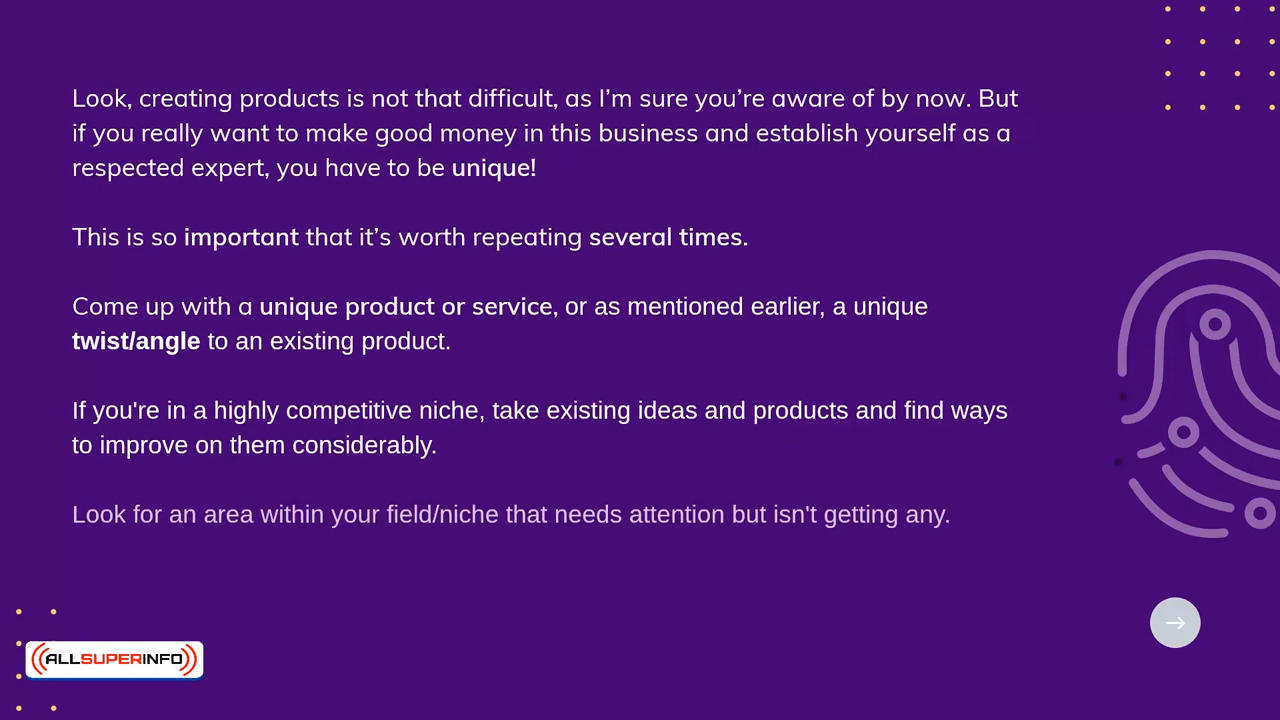 Look, creating products is not that difficult, as I’m sure you’re aware of by now. But
if you really want to make good money in this business and establish yourself as a
respected expert, you have to be unique!
This is so important that it’s worth repeating several times.
Come up with a unique product or service, or as mentioned earlier, a unique
twist/angle to an existing product.
If you're in a highly competitive niche, take existing ideas and products and find ways
to improve on them considerably.
Look for an area within your field/niche that needs attention but isn't getting any.
ALLSUPERINFO